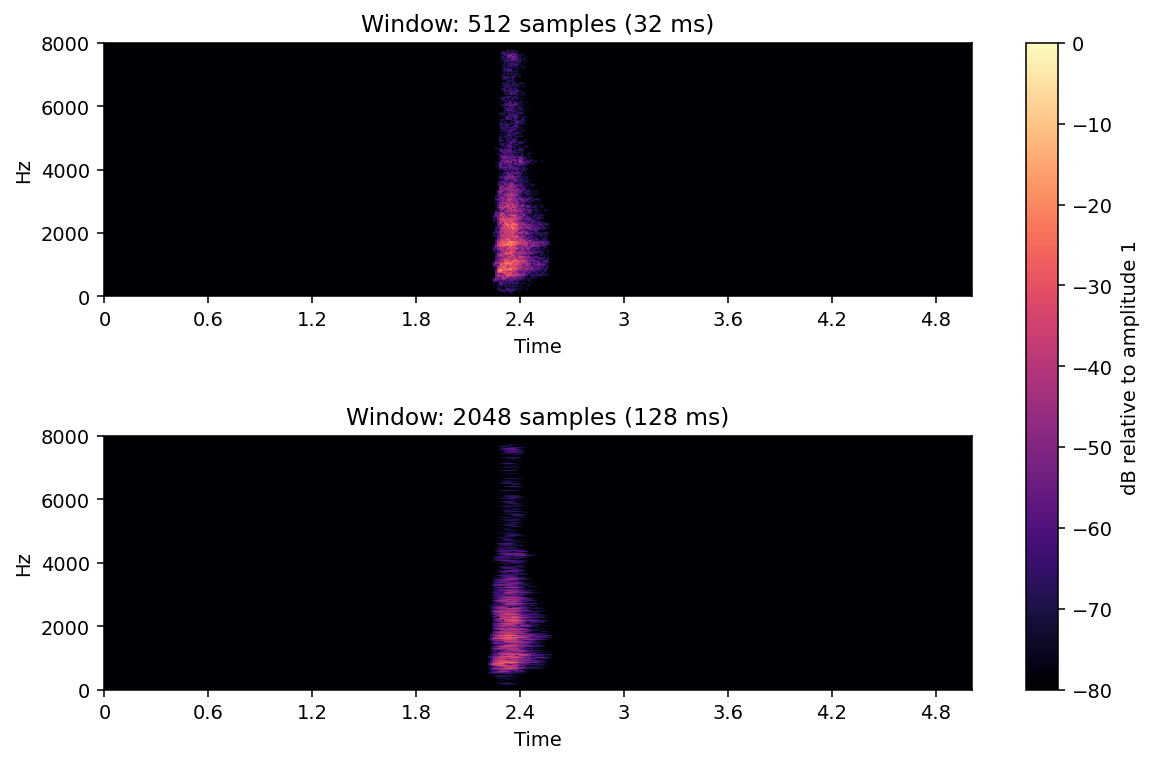 Window: 512 samples (32 ms)
8000
6000
4000
2000
0
Hz
0 0.6 1.2 1.8 2.4 3 3.6 4.2 4.8
Time
Window: 2048 samples (128 ms)
8000
6000
4000
2000
0
Hz
0 0.6 1.2 1.8 2.4 3 3.6 4.2 4.8
Time
0
−10
−20
−30
−40
−50
−60
−70
−80
dB relative to amplitude 1